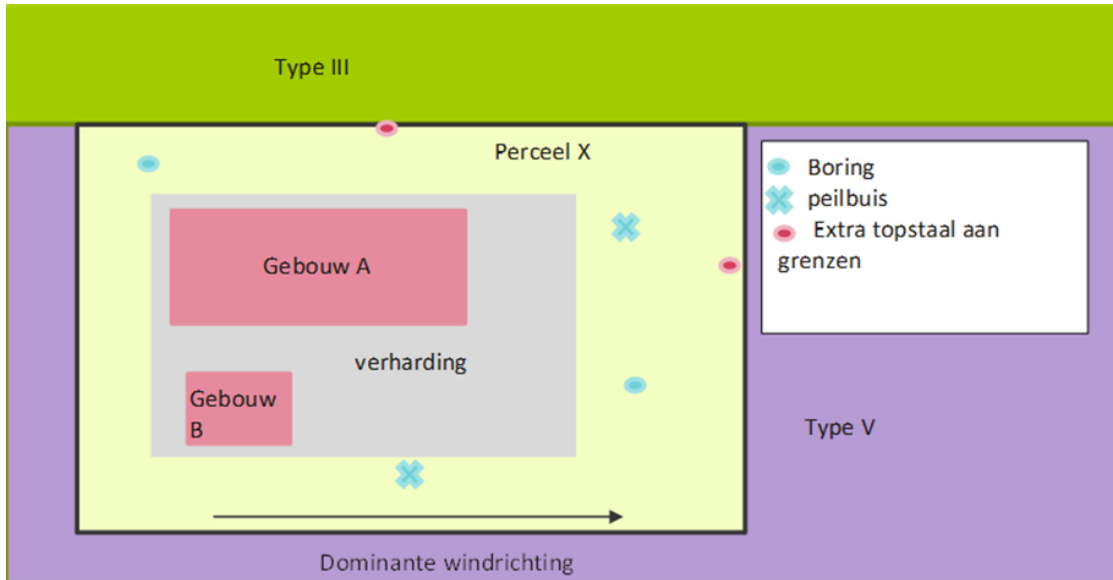 Type III
Perceel X
Boring
peilbuis
Extra topstaal aan
grenzen
Gebouw A
verharding
Gebouw
B
Type V
Dominante windrichting